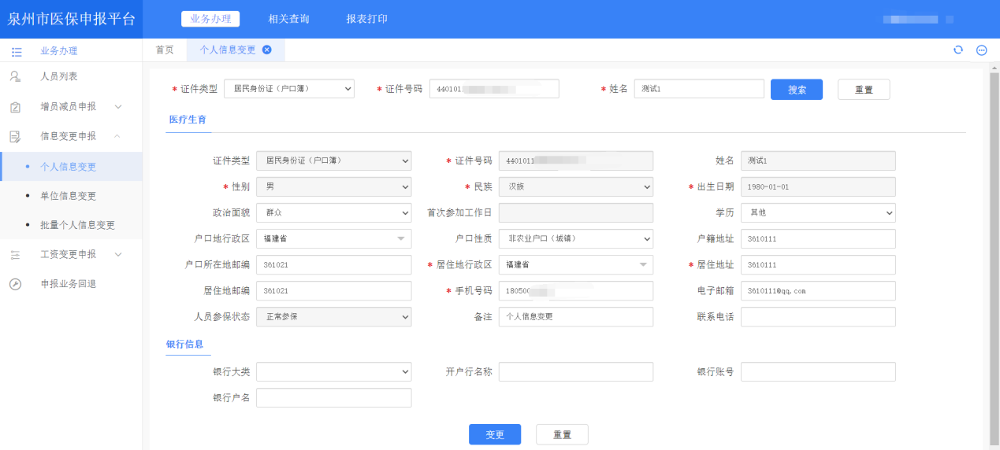 泉州市医保申报平台 业务办理 相关查询 报表打印
业务办理 首页 个人信息变更
人员列表
增员减员申报
信息变更申报
个人信息变更
单位信息变更
批量个人信息变更
工资变更申报
申报业务回退
* 证件类型 居民身份证（户口簿） * 证件号码 440101 * 姓名 测试1 搜索 重置
医疗生育
证件类型 居民身份证（户口簿） * 证件号码 4401011 姓名 测试1
* 性别 男 * 民族 汉族 * 出生日期 1980-01-01
政治面貌 群众 首次参加工作日 学历 其他
户口地行政区 福建省 户口性质 非农业户口（城镇） 户籍地址 3610111
户口所在地邮编 361021 * 居住地行政区 福建省 * 居住地址 3610111
居住地邮编 361021 * 手机号码 18050 电子邮箱 3610111@qq.com
人员参保状态 正常参保 备注 个人信息变更 联系电话
银行信息
银行大类 开户行名称 银行账号
银行户名
变更 重置